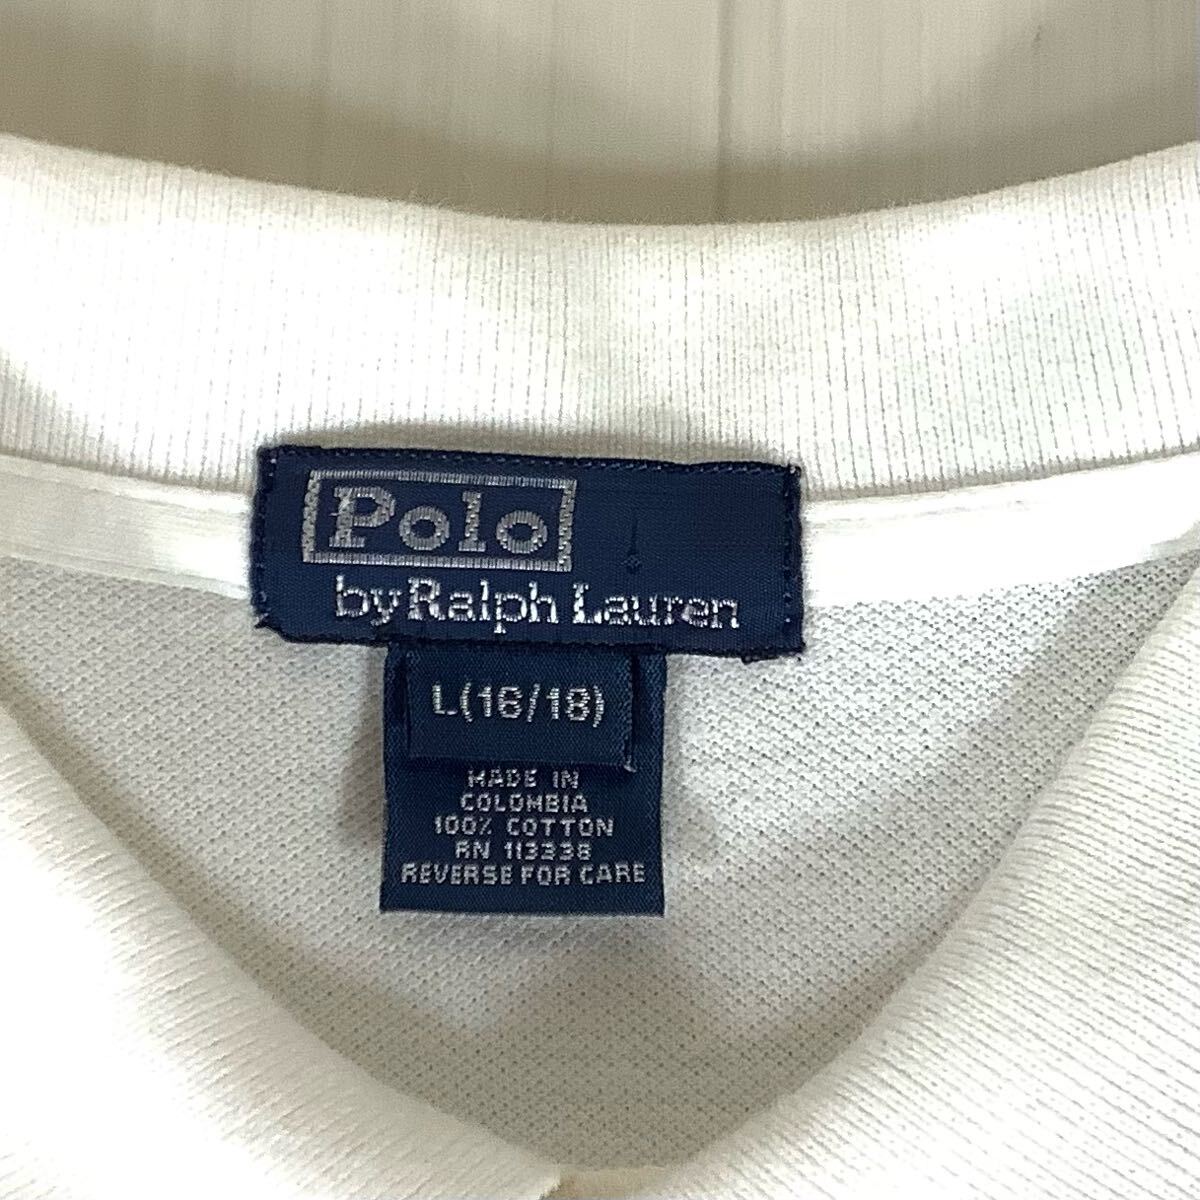 Polo
by Ralph Lauren
L(16/18)
MADE IN
COLOMBIA
100% COTTON
RN 113338
REVERSE FOR CARE